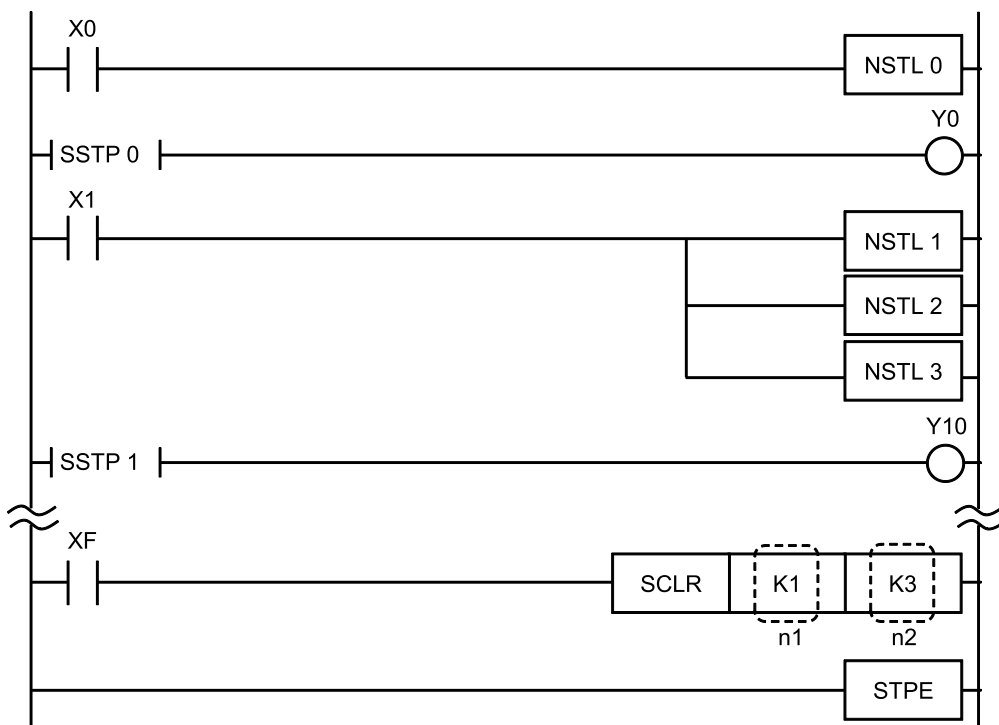 X0
NSTL 0
Y0
SSTP 0
X1
NSTL 1
NSTL 2
NSTL 3
Y10
SSTP 1
XF
SCLR K1 K3
n1 n2
STPE